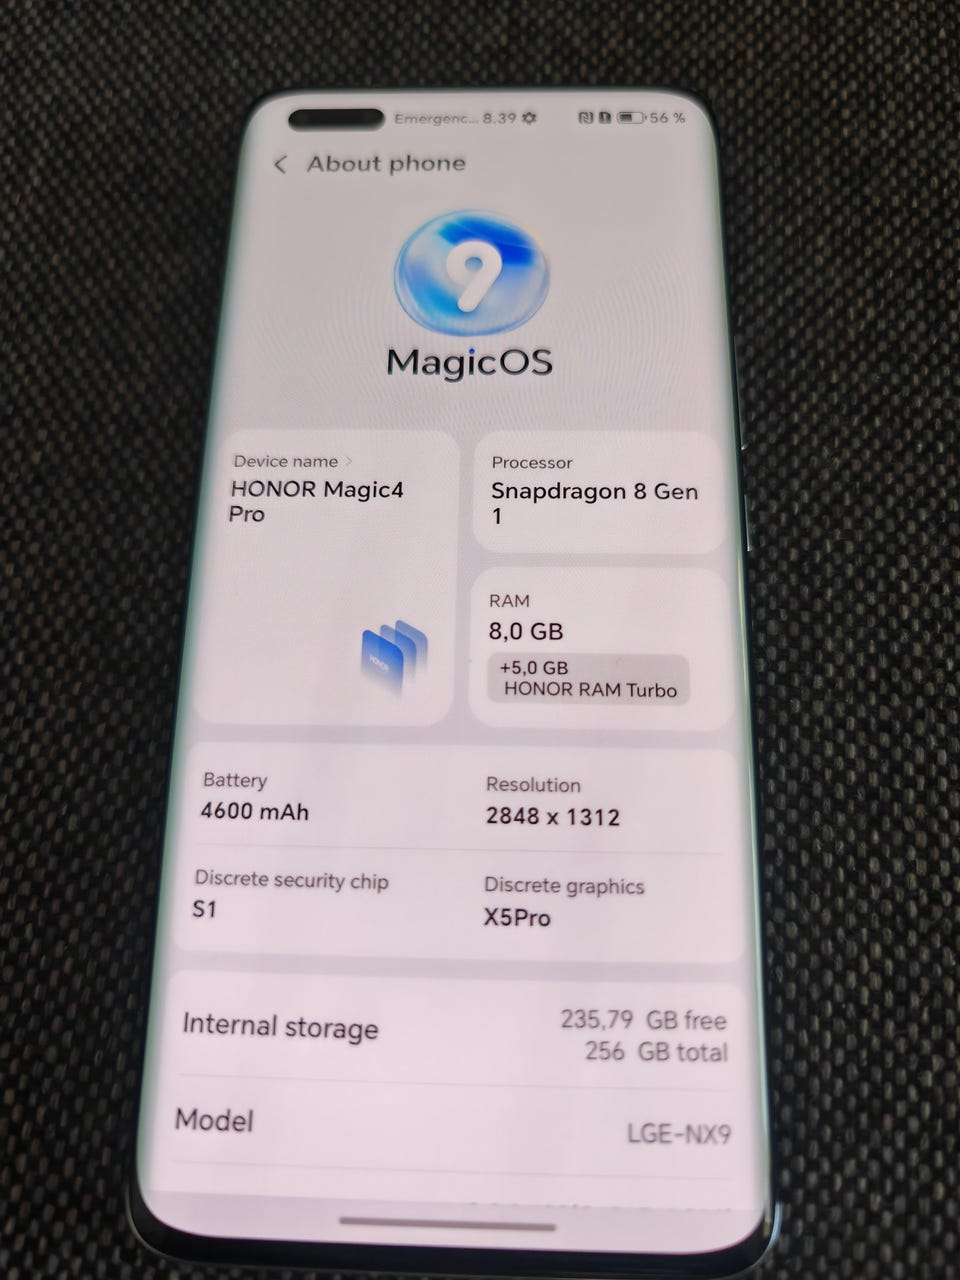 Emergenc... 8.39 56 %
About phone
9
MagicOS
Device name
HONOR Magic4
Pro
Processor
Snapdragon 8 Gen
1
RAM
8,0 GB
+5,0 GB
HONOR RAM Turbo
HONOR
Battery
4600 mAh
Resolution
2848 x 1312
Discrete security chip
S1
Discrete graphics
X5Pro
Internal storage
235,79 GB free
256 GB total
Model
LGE-NX9